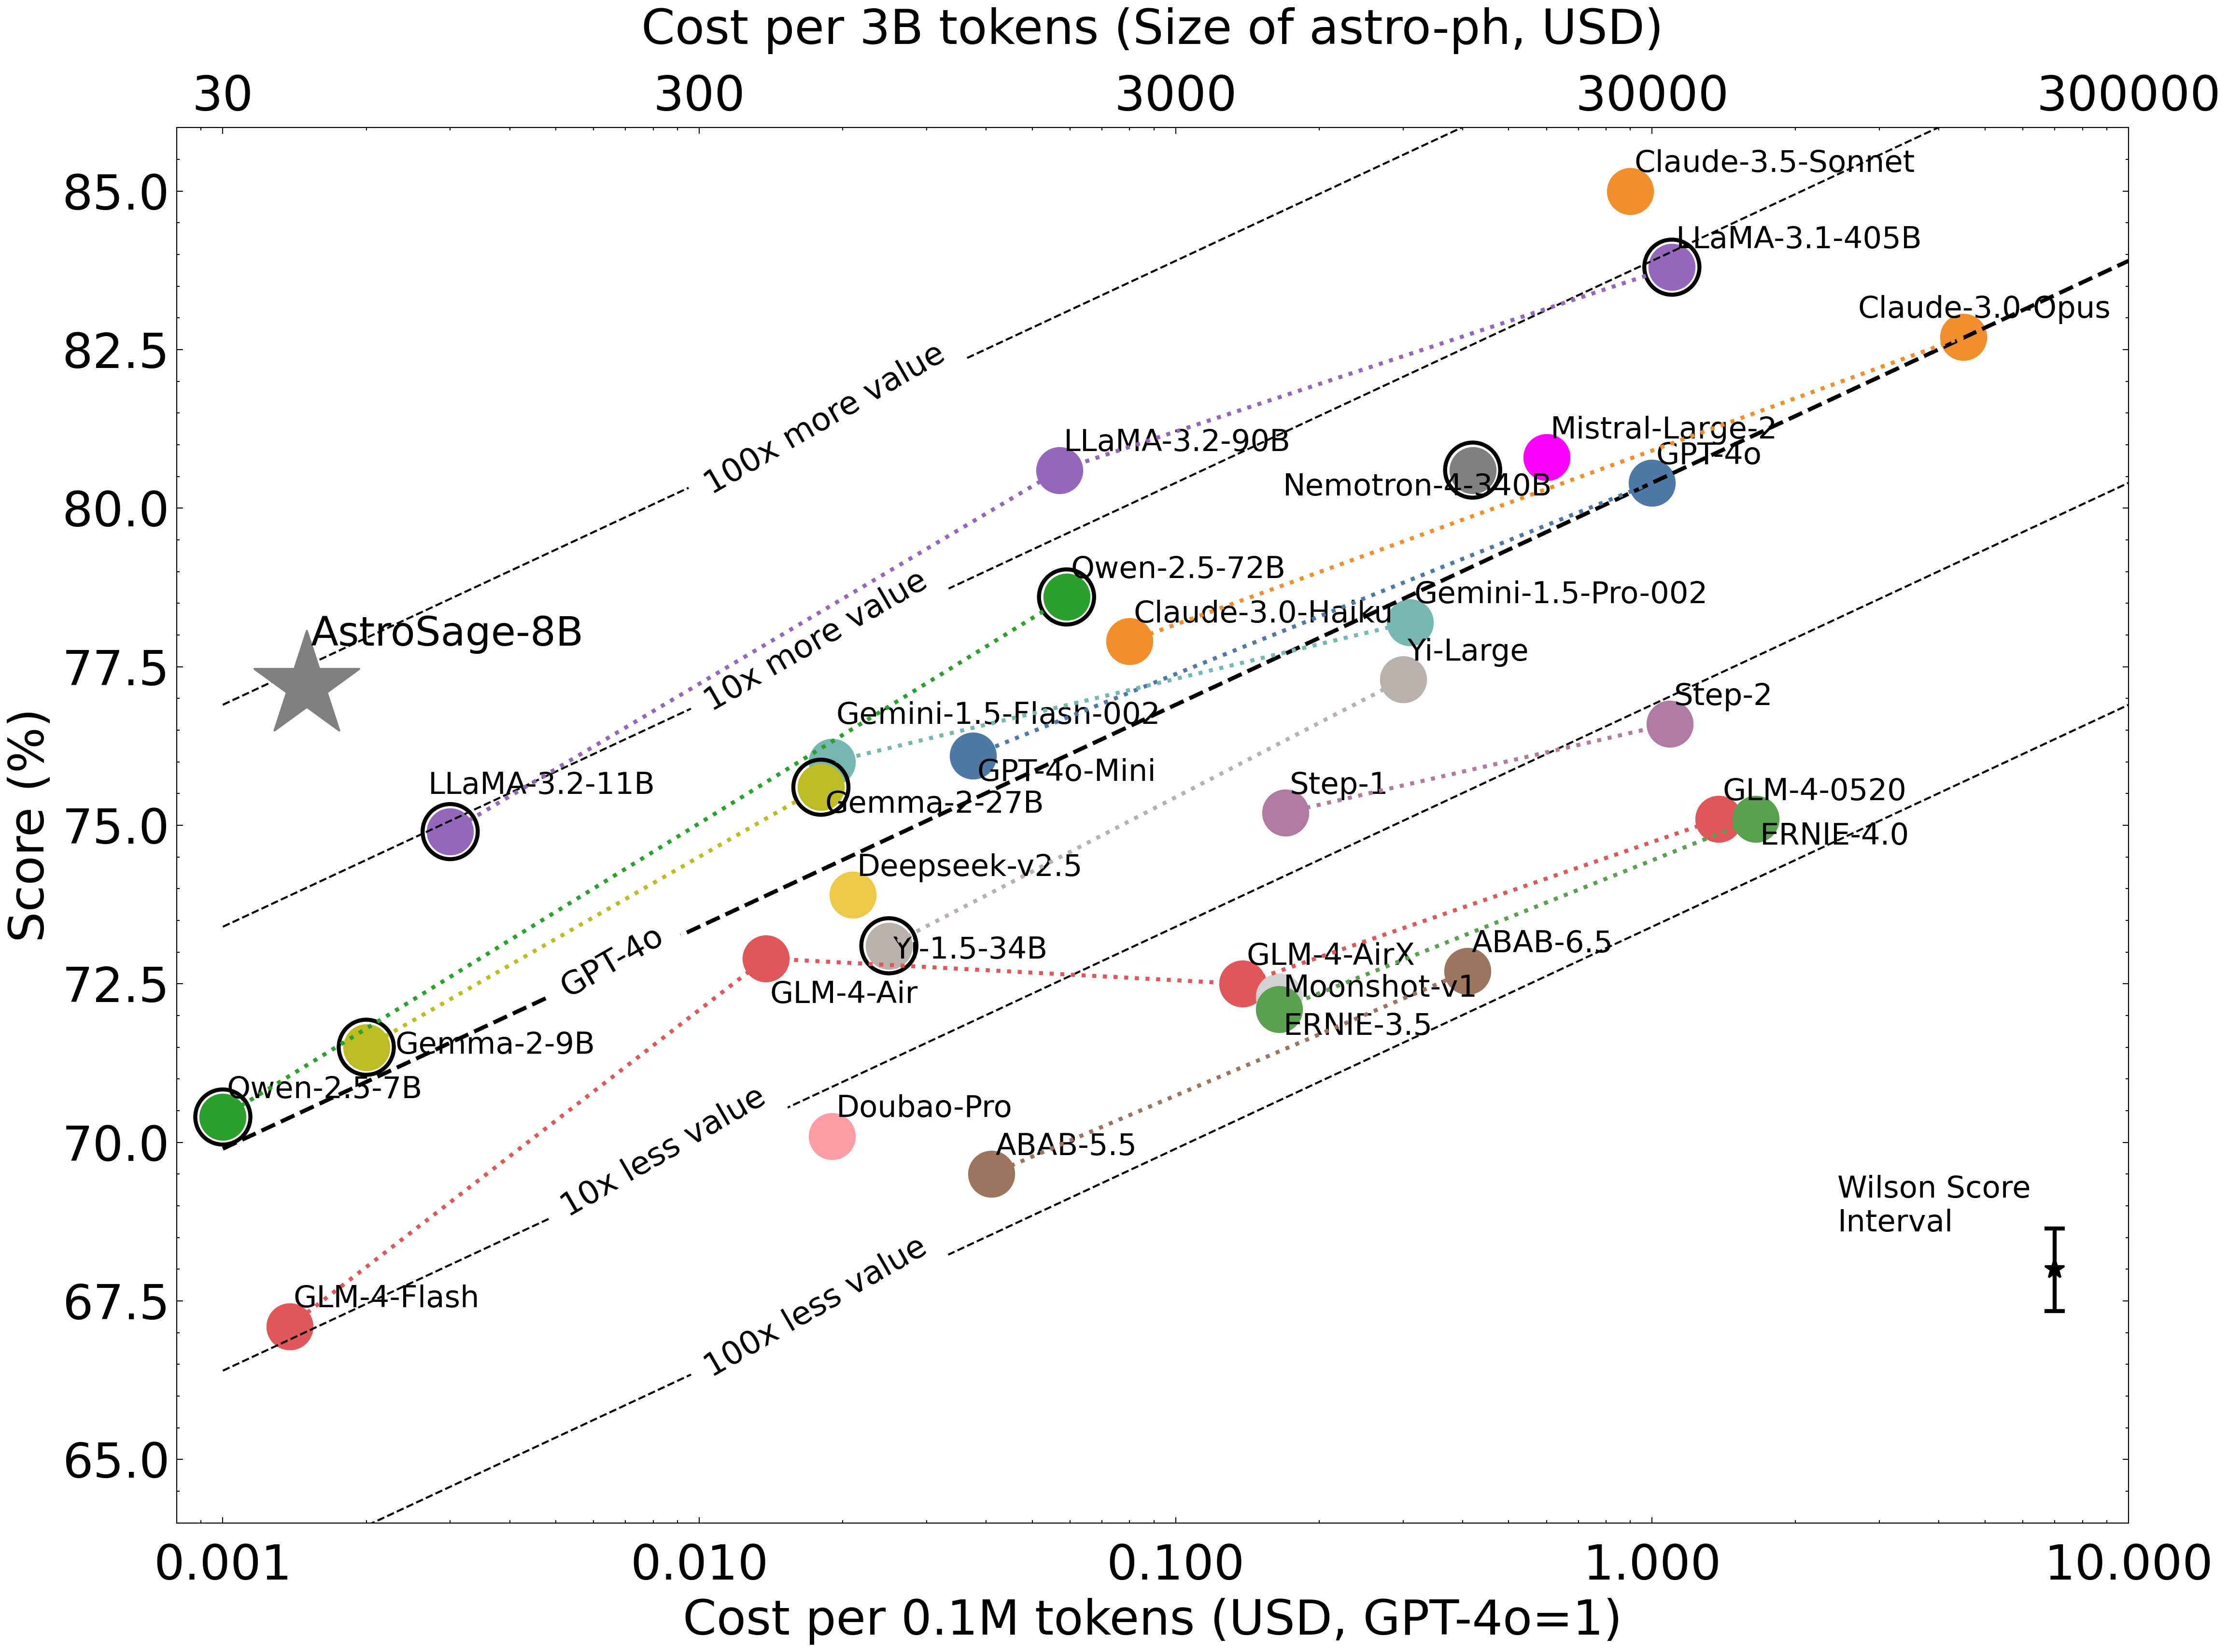 Cost per 3B tokens (Size of astro-ph, USD)
30 300 3000 30000 300000
Claude-3.5-Sonnet
85.0
LLaMA-3.1-405B
Claude-3.0-Opus
82.5
100x more value
Mistral-Large-2
LLaMA-3.2-90B
GPT-4o
Nemotron-4-340B
80.0
Qwen-2.5-72B
Gemini-1.5-Pro-002
Claude-3.0-Haiku
AstroSage-8B
10x more value
Yi-Large
77.5
Step-2
Gemini-1.5-Flash-002
GPT-4o-Mini
LLaMA-3.2-11B
Step-1
GLM-4-0520
Gemma-2-27B
75.0
ERNIE-4.0
Score (%)
Deepseek-v2.5
GPT-4o
Yi-1.5-34B
ABAB-6.5
GLM-4-AirX
72.5
Moonshot-v1
GLM-4-Air
ERNIE-3.5
Gemma-2-9B
Qwen-2.5-7B
10x less value
Doubao-Pro
70.0
ABAB-5.5
Wilson Score
Interval
100x less value
GLM-4-Flash
67.5
65.0
0.001 0.010 0.100 1.000 10.000
Cost per 0.1M tokens (USD, GPT-4o=1)